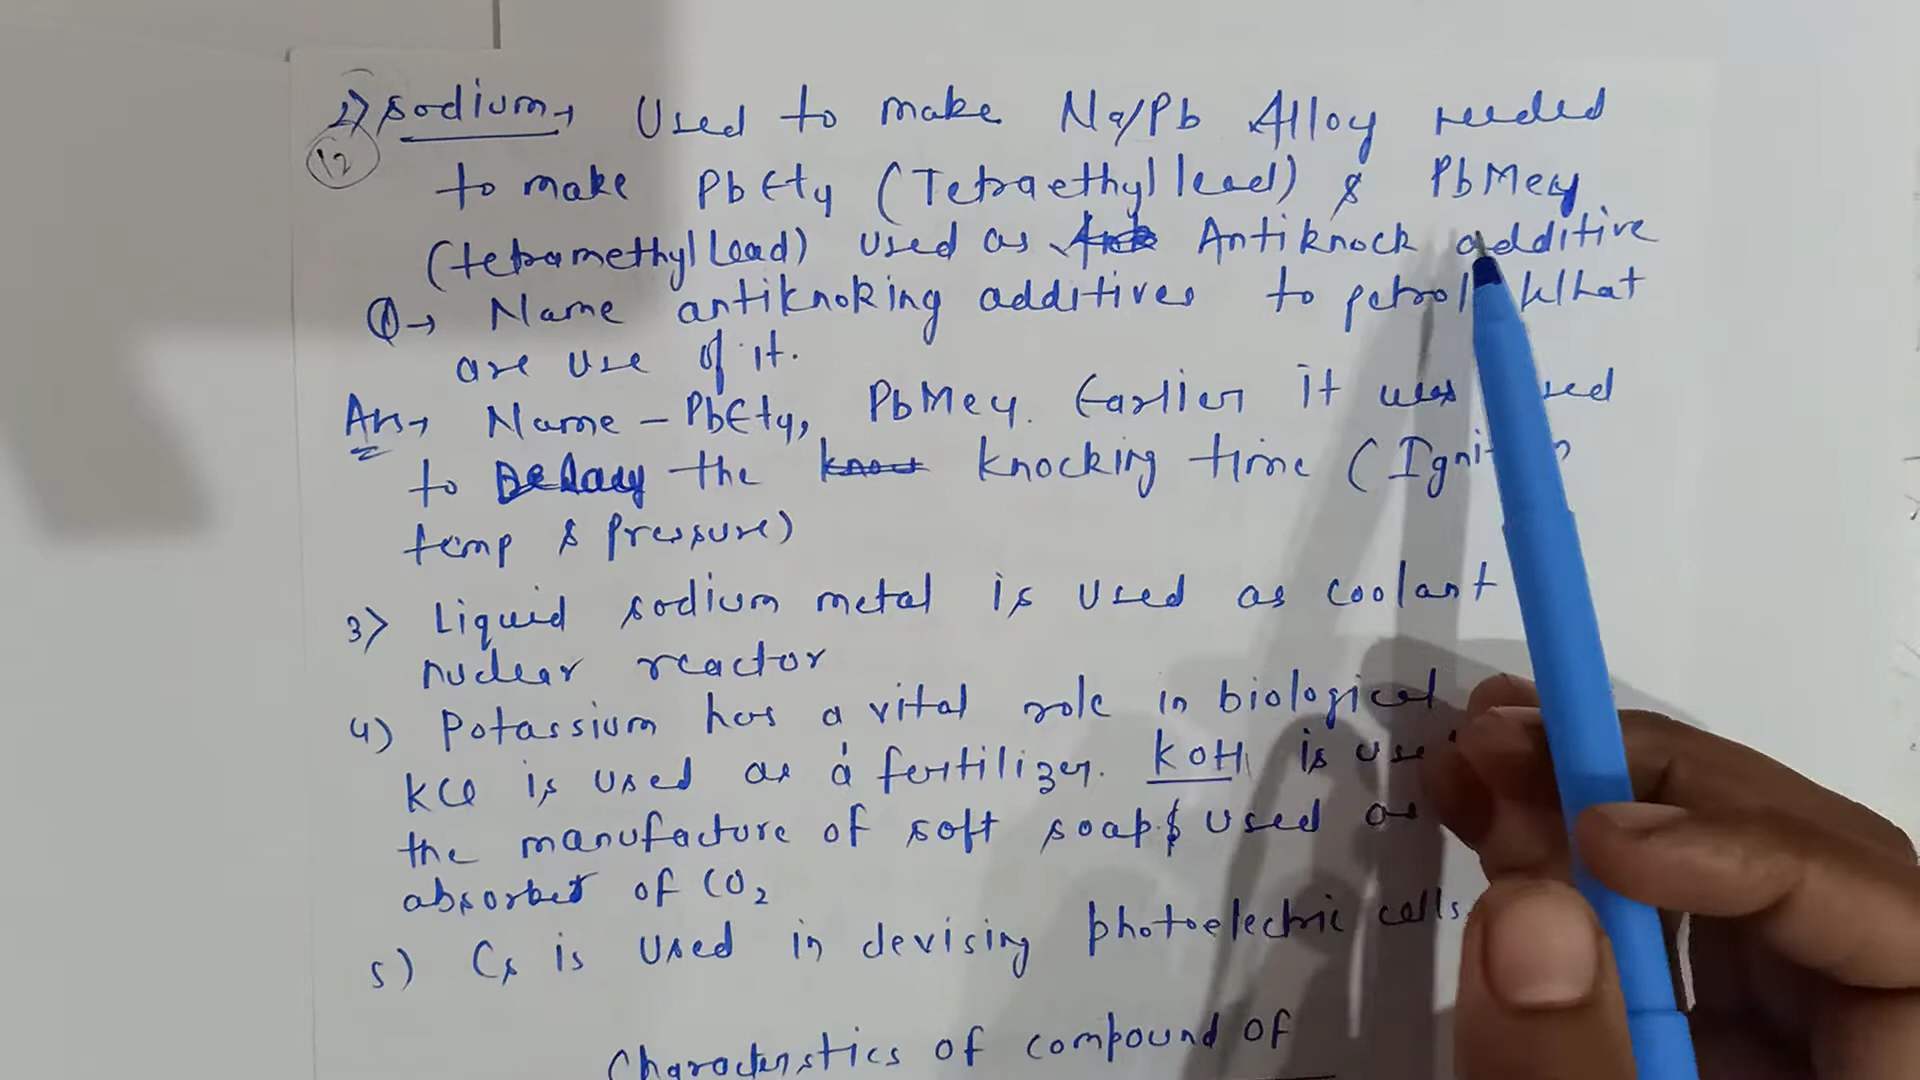 2) Sodium → Used to make Na/Pb Alloy needed
12
to make PbEt4 (Tetraethyl lead) & PbMe4
(tetramethyl Lead) used as Antiknock additive
Q → Name antiknoking additives to petrol What
are use of it.
Ans → Name - PbEt4, PbMe4. Earlier it was
to Delay the knocking time (
temp & Pressure)
3) Liquid sodium metal is used as coolant
nuclear reactor
4) Potassium has a vital role in biological
KCl is used as a fertilizer. KOH is
the manufacture of soft soap & used as
absorber of CO2
5) Cs is used in devising photoelectric cells
Characterstics of compound of